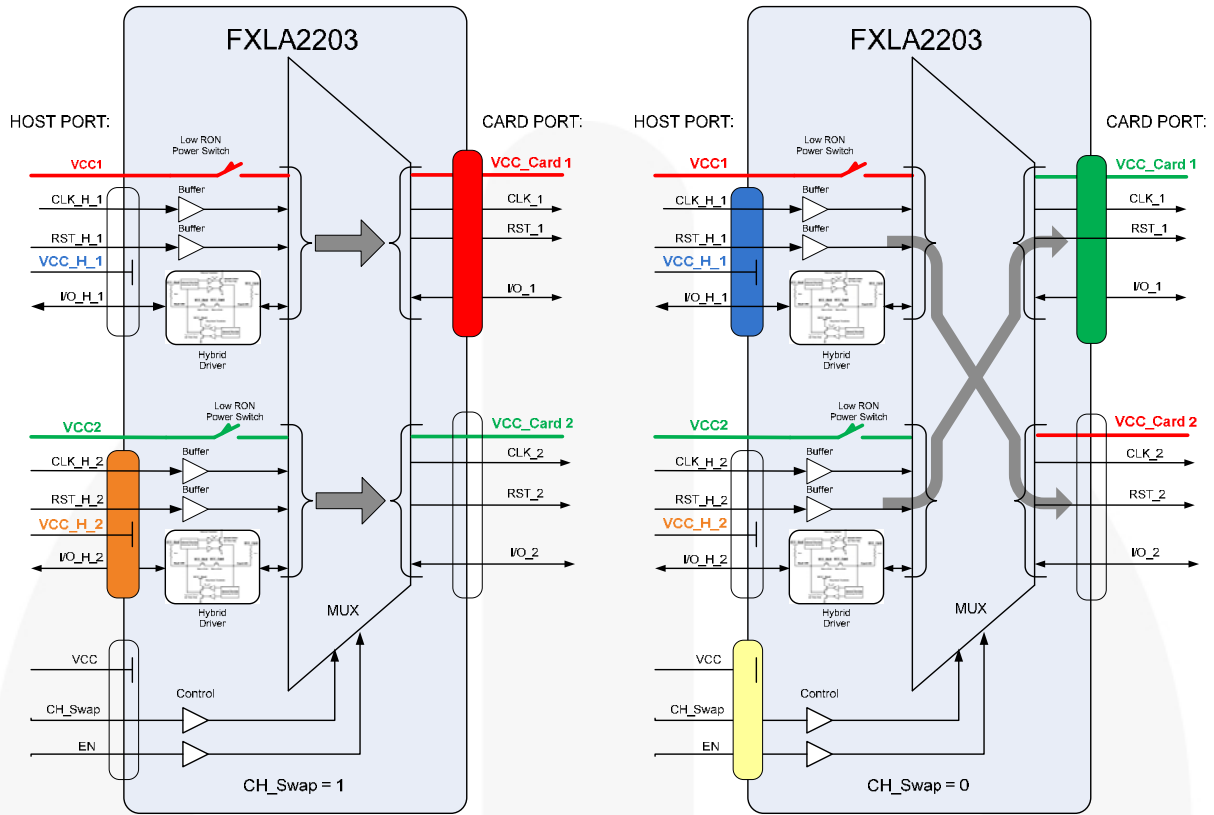 FXLA2203
HOST PORT:
CARD PORT:
Low RON
Power Switch
VCC1
VCC_Card 1
Buffer
CLK_H_1
CLK_1
Buffer
RST_H_1
RST_1
VCC_H_1
I/O_H_1
I/O_1
Hybrid
Driver
Low RON
Power Switch
VCC2
VCC_Card 2
Buffer
CLK_H_2
CLK_2
Buffer
RST_H_2
RST_2
VCC_H_2
I/O_H_2
I/O_2
Hybrid
Driver
MUX
VCC
Control
CH_Swap
EN
CH_Swap = 1
FXLA2203
HOST PORT:
CARD PORT:
Low RON
Power Switch
VCC1
VCC_Card 1
Buffer
CLK_H_1
CLK_1
Buffer
RST_H_1
RST_1
VCC_H_1
I/O_H_1
I/O_1
Hybrid
Driver
Low RON
Power Switch
VCC2
VCC_Card 2
Buffer
CLK_H_2
CLK_2
Buffer
RST_H_2
RST_2
VCC_H_2
I/O_H_2
I/O_2
Hybrid
Driver
MUX
VCC
Control
CH_Swap
EN
CH_Swap = 0